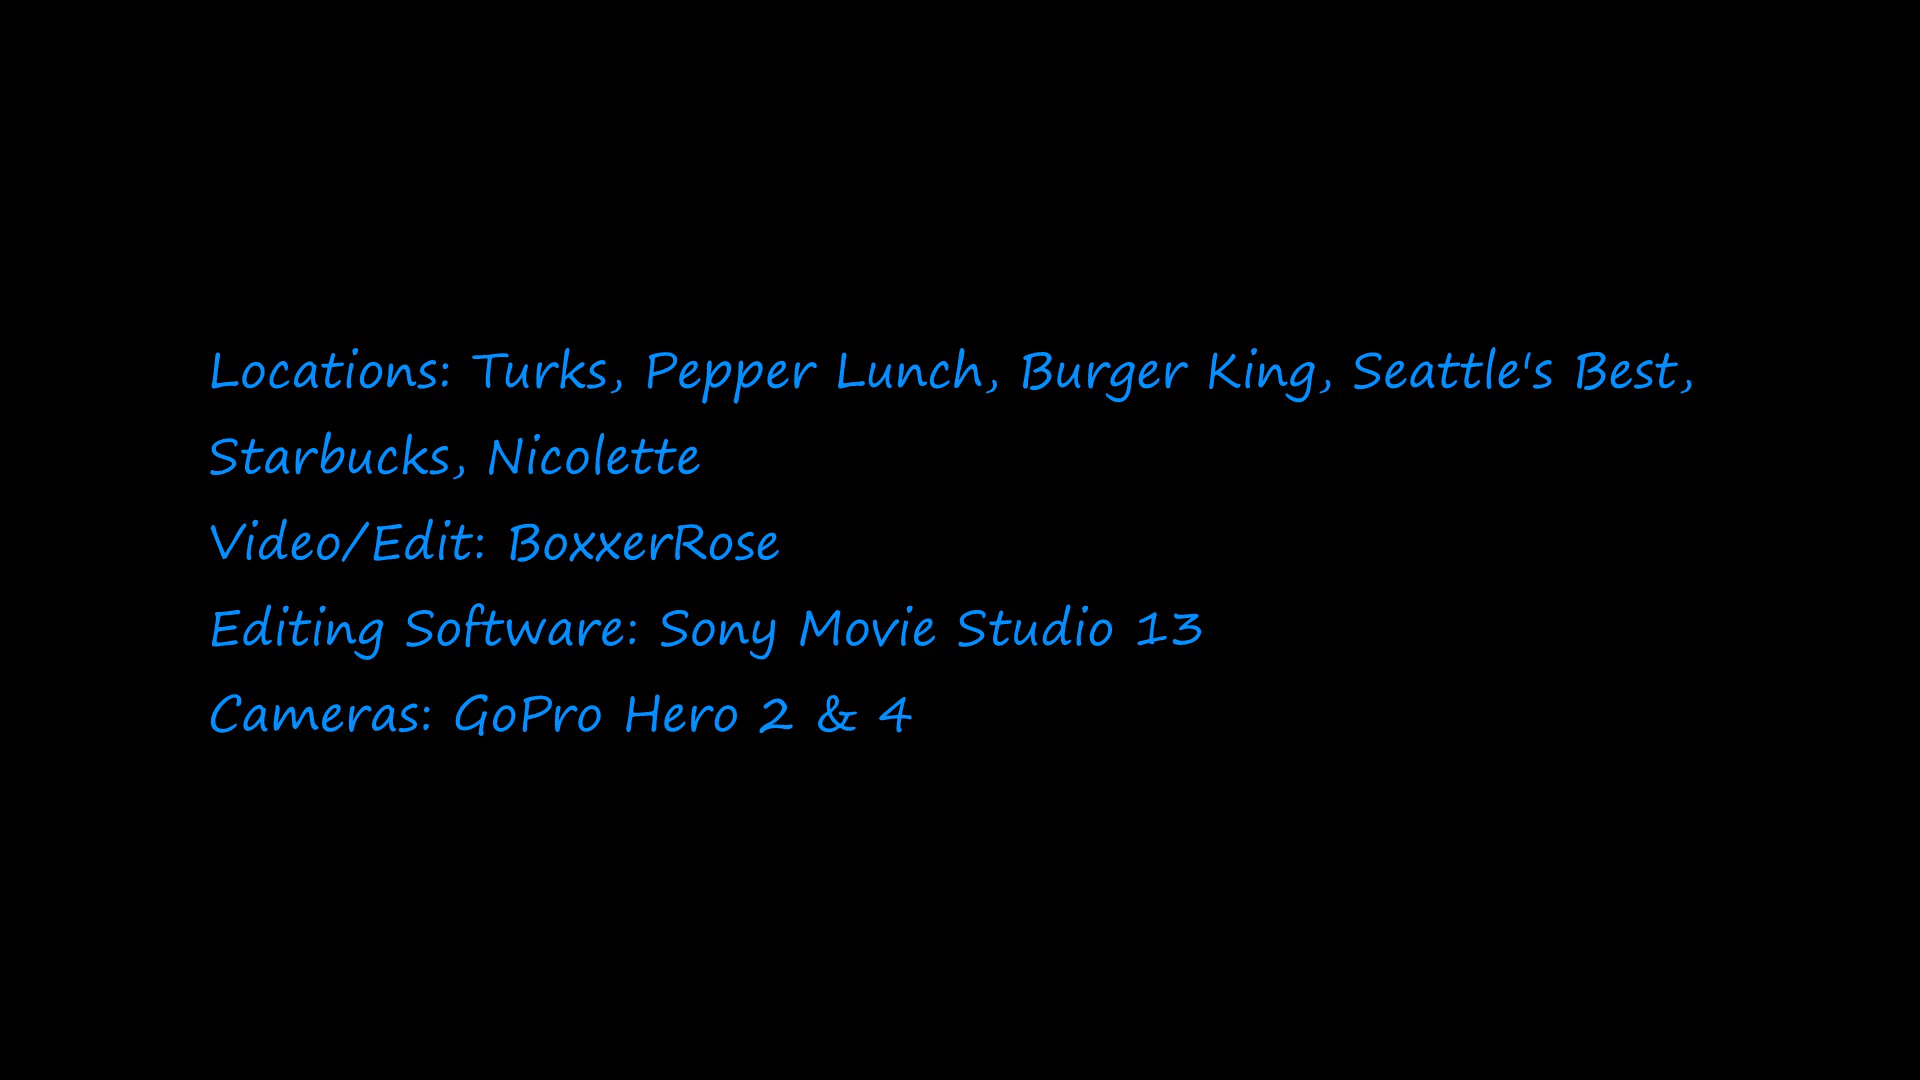 Locations: Turks, Pepper Lunch, Burger King, Seattle's Best,
Starbucks, Nicolette
Video/Edit: BoxxerRose
Editing Software: Sony Movie Studio 13
Cameras: GoPro Hero 2 & 4